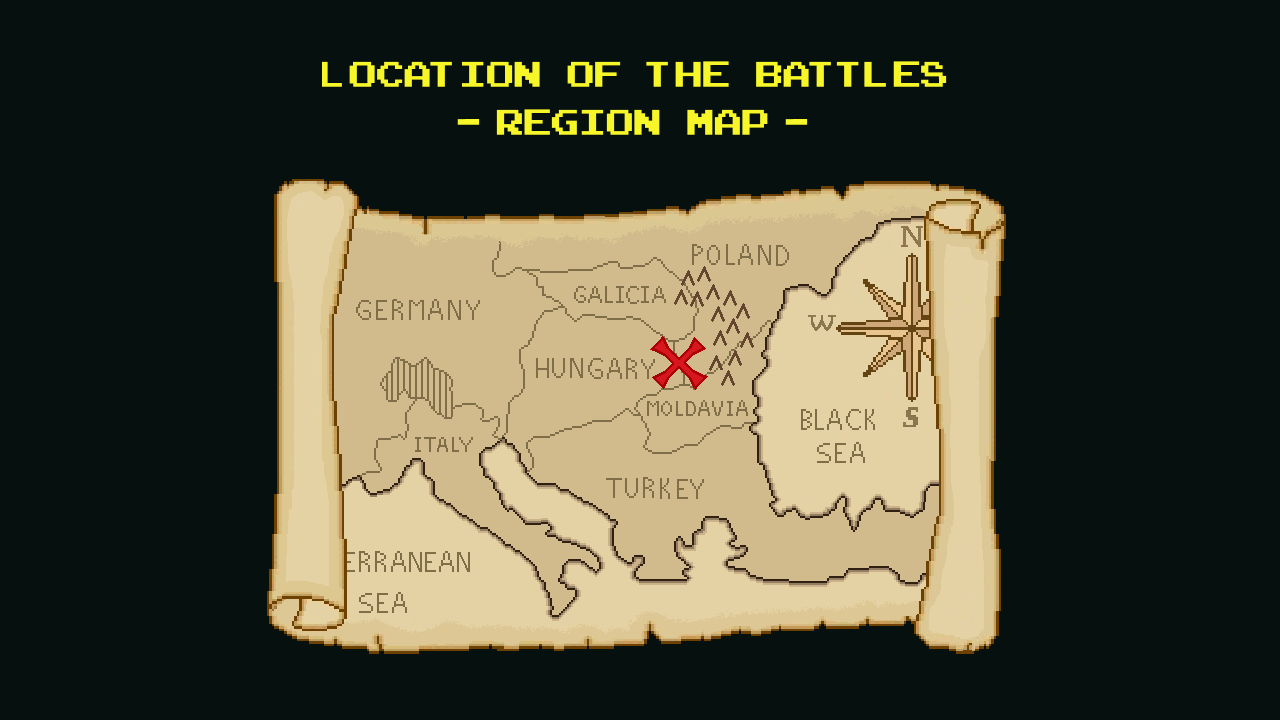 LOCATION OF THE BATTLES
- REGION MAP -
N
POLAND
GALICIA
GERMANY
W
HUNGARY
MOLDAVIA
BLACK
SEA
S
ITALY
TURKEY
ERRANEAN
SEA